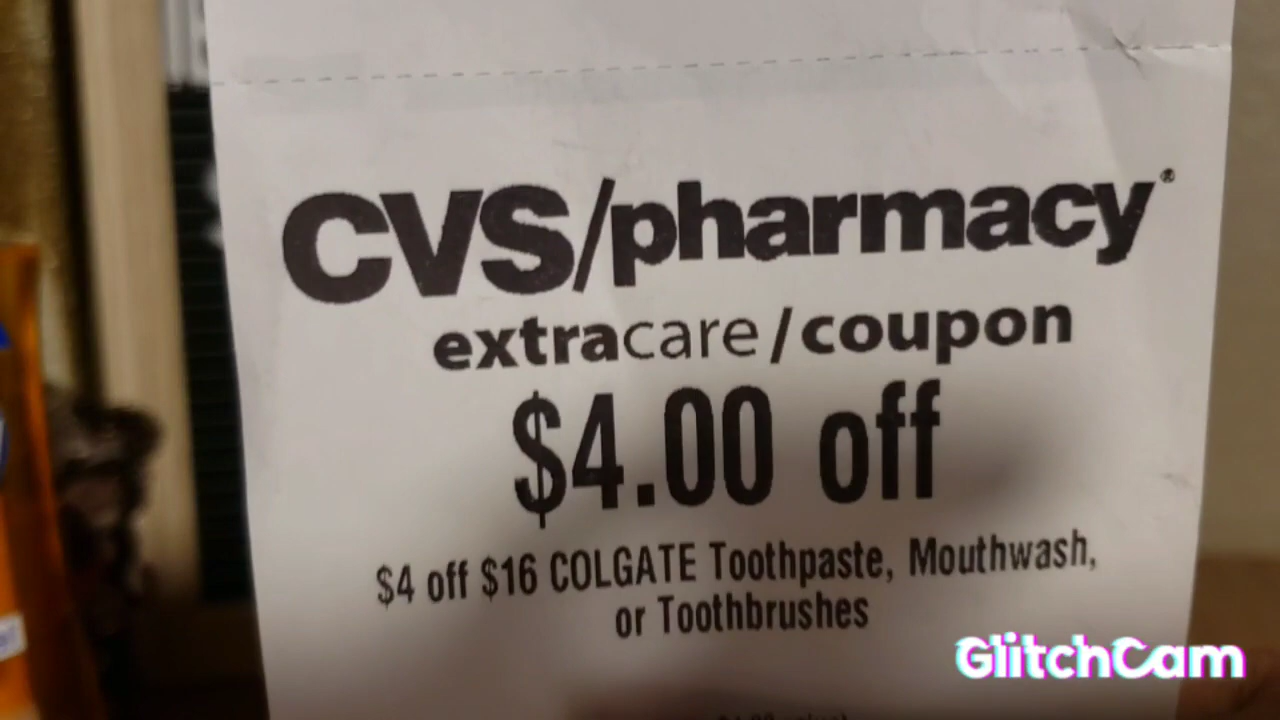 CVS/pharmacy®
extracare/coupon
$4.00 off
$4 off $16 COLGATE Toothpaste, Mouthwash,
or Toothbrushes
GlitchCam